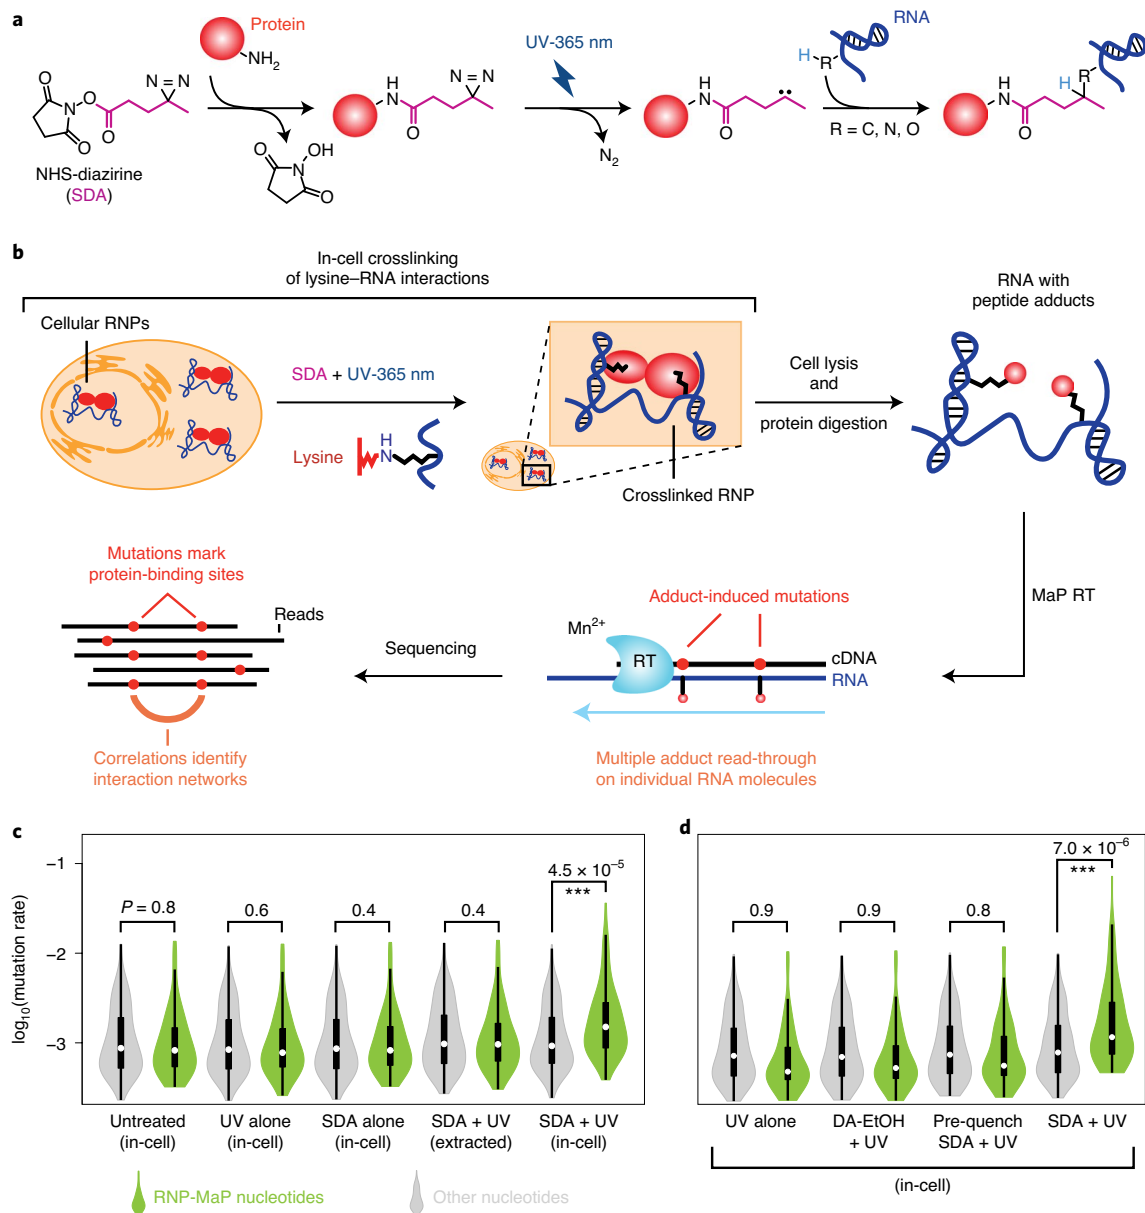 a
Protein
NH2
N=N
O
O
N
O
O
NHS-diazirine
(SDA)
O
N
OH
O
H
N
O
N=N
UV-365 nm
N2
H
N
O
RNA
H
R
R = C, N, O
H
N
O
H
R
b
In-cell crosslinking
of lysine–RNA interactions
Cellular RNPs
SDA + UV-365 nm
Lysine
H
N
Crosslinked RNP
Cell lysis
and
protein digestion
RNA with
peptide adducts
MaP RT
Adduct-induced mutations
Mn2+
RT
cDNA
RNA
Multiple adduct read-through
on individual RNA molecules
Sequencing
Mutations mark
protein-binding sites
Reads
Correlations identify
interaction networks
c
log10(mutation rate)
–1
–2
–3
P = 0.8
0.6
0.4
0.4
4.5 × 10–5
***
Untreated
(in-cell)
UV alone
(in-cell)
SDA alone
(in-cell)
SDA + UV
(extracted)
SDA + UV
(in-cell)
RNP-MaP nucleotides
Other nucleotides
d
0.9
0.9
0.8
7.0 × 10–6
***
UV alone
DA-EtOH
+ UV
Pre-quench
SDA + UV
SDA + UV
(in-cell)